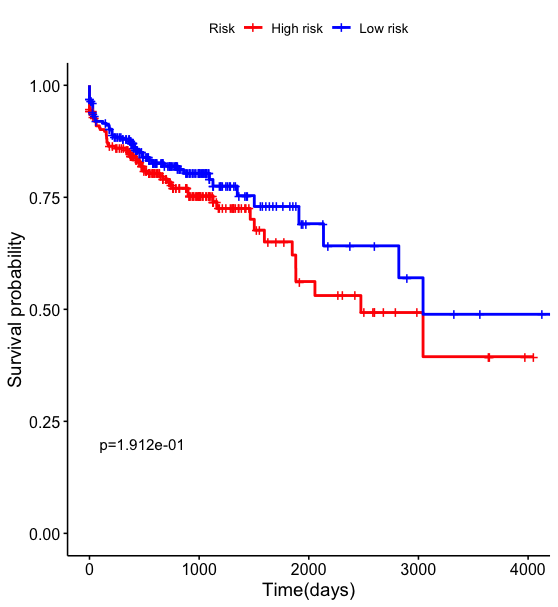 Risk High risk Low risk
1.00
0.75
0.50
0.25
0.00
Survival probability
p=1.912e-01
0 1000 2000 3000 4000
Time(days)